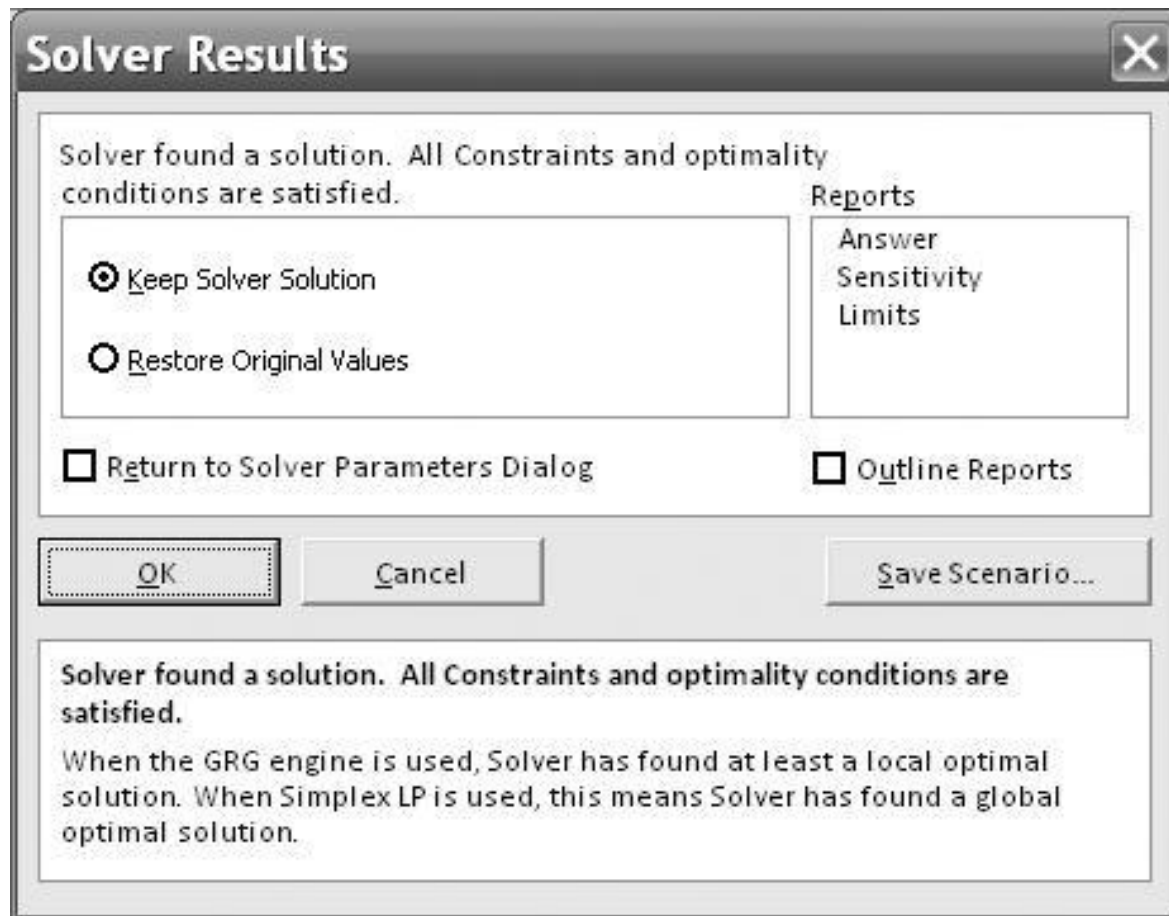 Solver Results
Solver found a solution.  All Constraints and optimality
conditions are satisfied.
Reports
Answer
Sensitivity
Limits
Keep Solver Solution
Restore Original Values
Return to Solver Parameters Dialog
Outline Reports
OK
Cancel
Save Scenario...
Solver found a solution.  All Constraints and optimality conditions are
satisfied.
When the GRG engine is used, Solver has found at least a local optimal
solution. When Simplex LP is used, this means Solver has found a global
optimal solution.